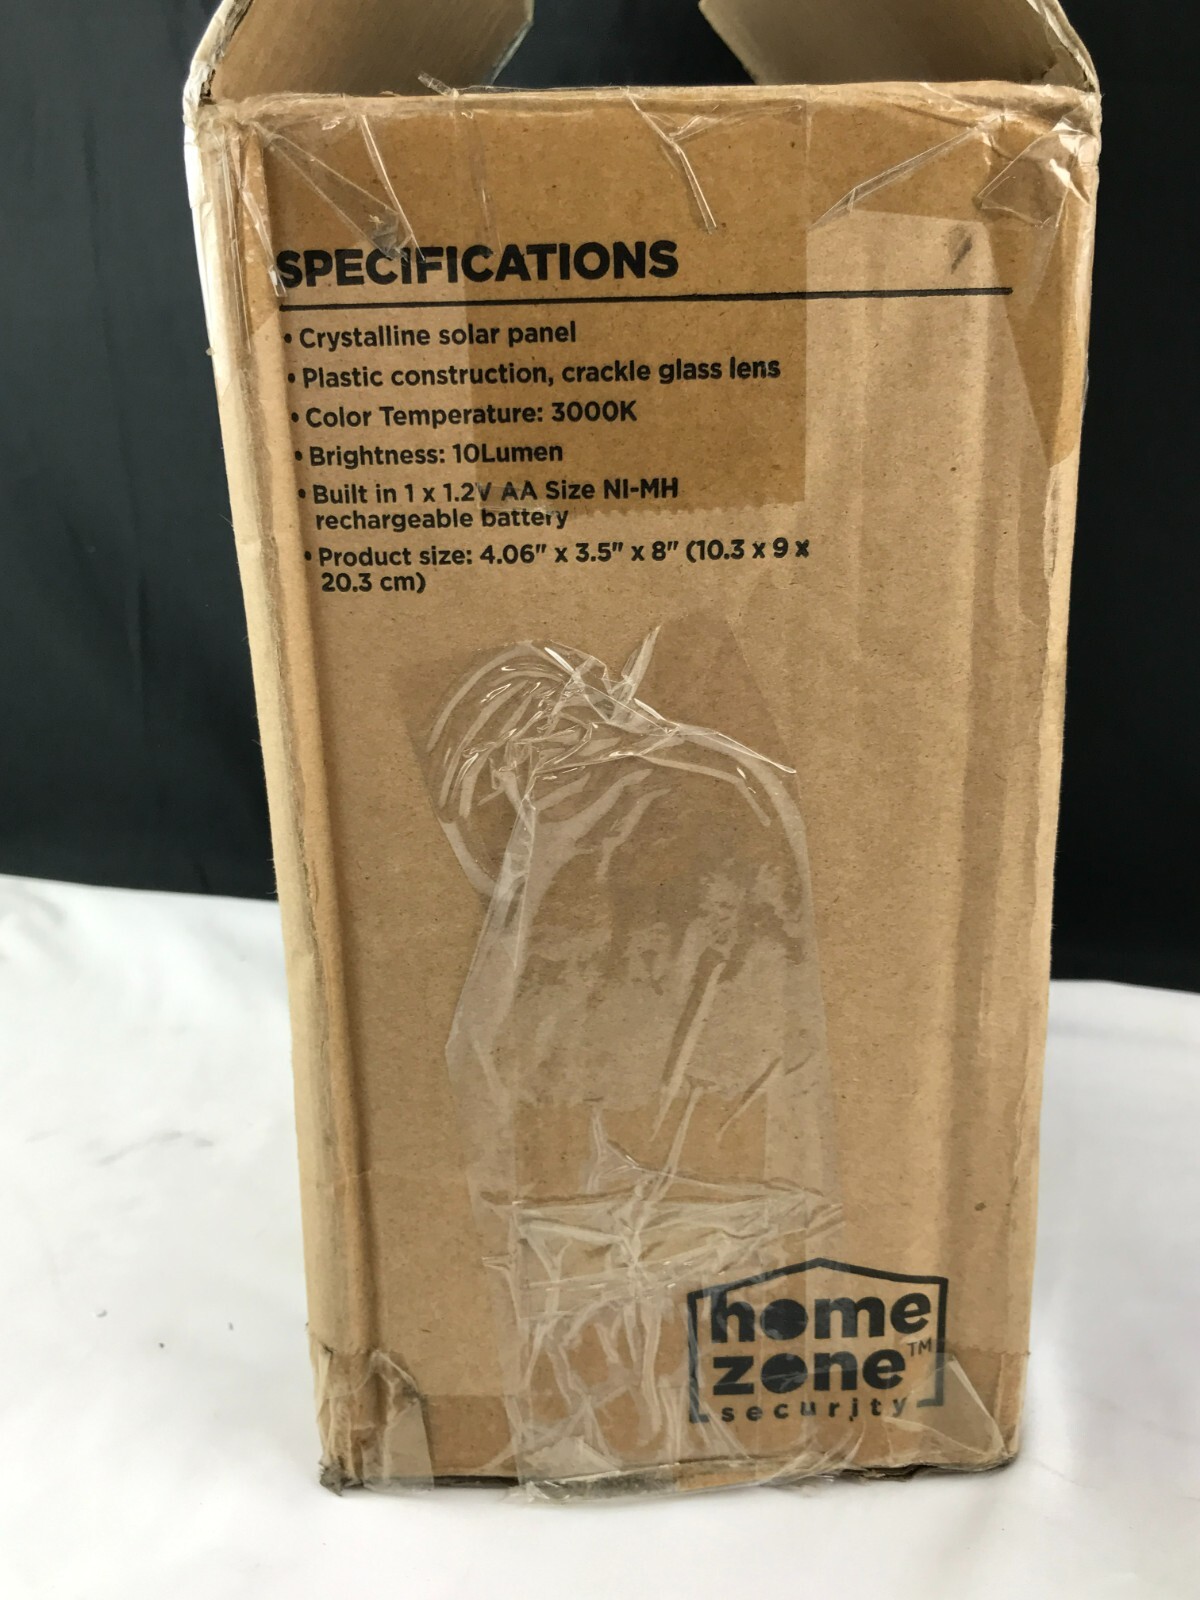 SPECIFICATIONS
• Crystalline solar panel
• Plastic construction, crackle glass lens
• Color Temperature: 3000K
• Brightness: 10Lumen
• Built in 1 x 1.2V AA Size NI-MH
rechargeable battery
• Product size: 4.06" x 3.5" x 8" (10.3 x 9 x
20.3 cm)
home
zone™
security